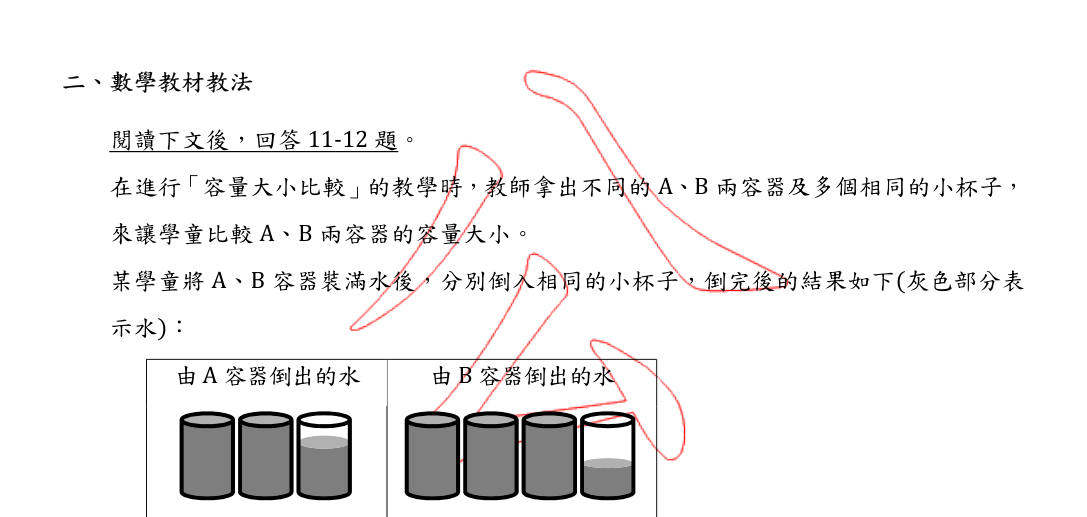 二、數學教材教法
閱讀下文後，回答 11-12 題。
在進行「容量大小比較」的教學時，教師拿出不同的 A、B 兩容器及多個相同的小杯子，
來讓學童比較 A、B 兩容器的容量大小。
某學童將 A、B 容器裝滿水後，分別倒入相同的小杯子，倒完後的結果如下(灰色部分表
示水)：
由 A 容器倒出的水
由 B 容器倒出的水